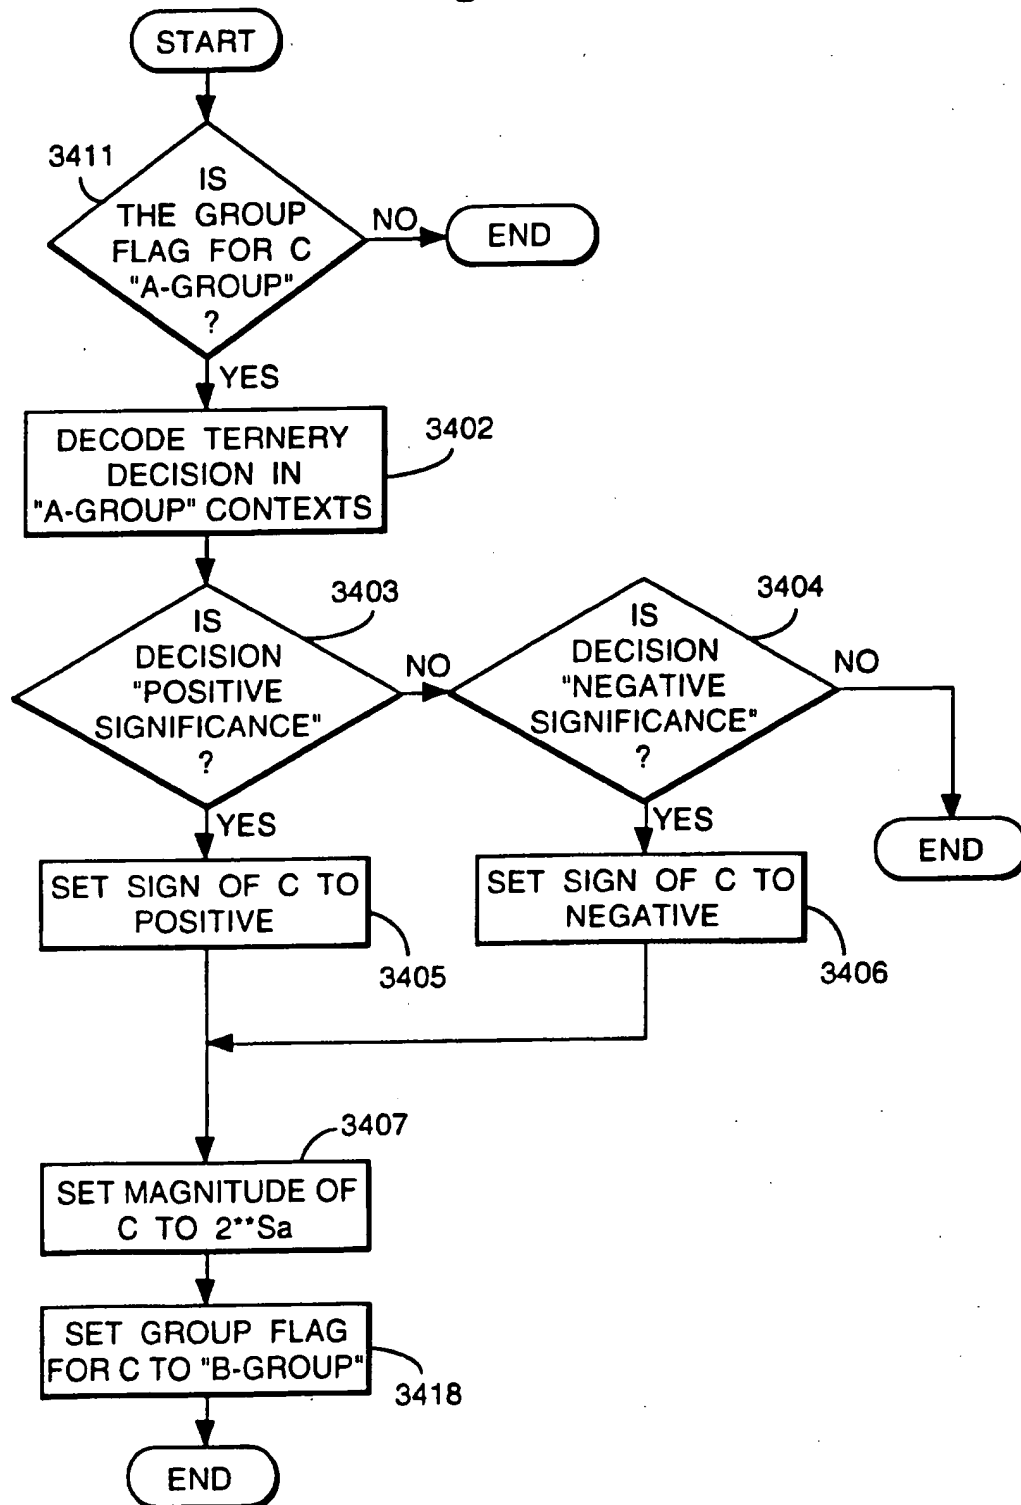 START
3411
IS
THE GROUP
FLAG FOR C
"A-GROUP"
?
NO
END
YES
DECODE TERNERY
DECISION IN
"A-GROUP" CONTEXTS
3402
3403
IS
DECISION
"POSITIVE
SIGNIFICANCE"
?
NO
3404
IS
DECISION
"NEGATIVE
SIGNIFICANCE"
?
NO
END
YES
SET SIGN OF C TO
POSITIVE
3405
YES
SET SIGN OF C TO
NEGATIVE
3406
3407
SET MAGNITUDE OF
C TO 2**Sa
SET GROUP FLAG
FOR C TO "B-GROUP"
3418
END